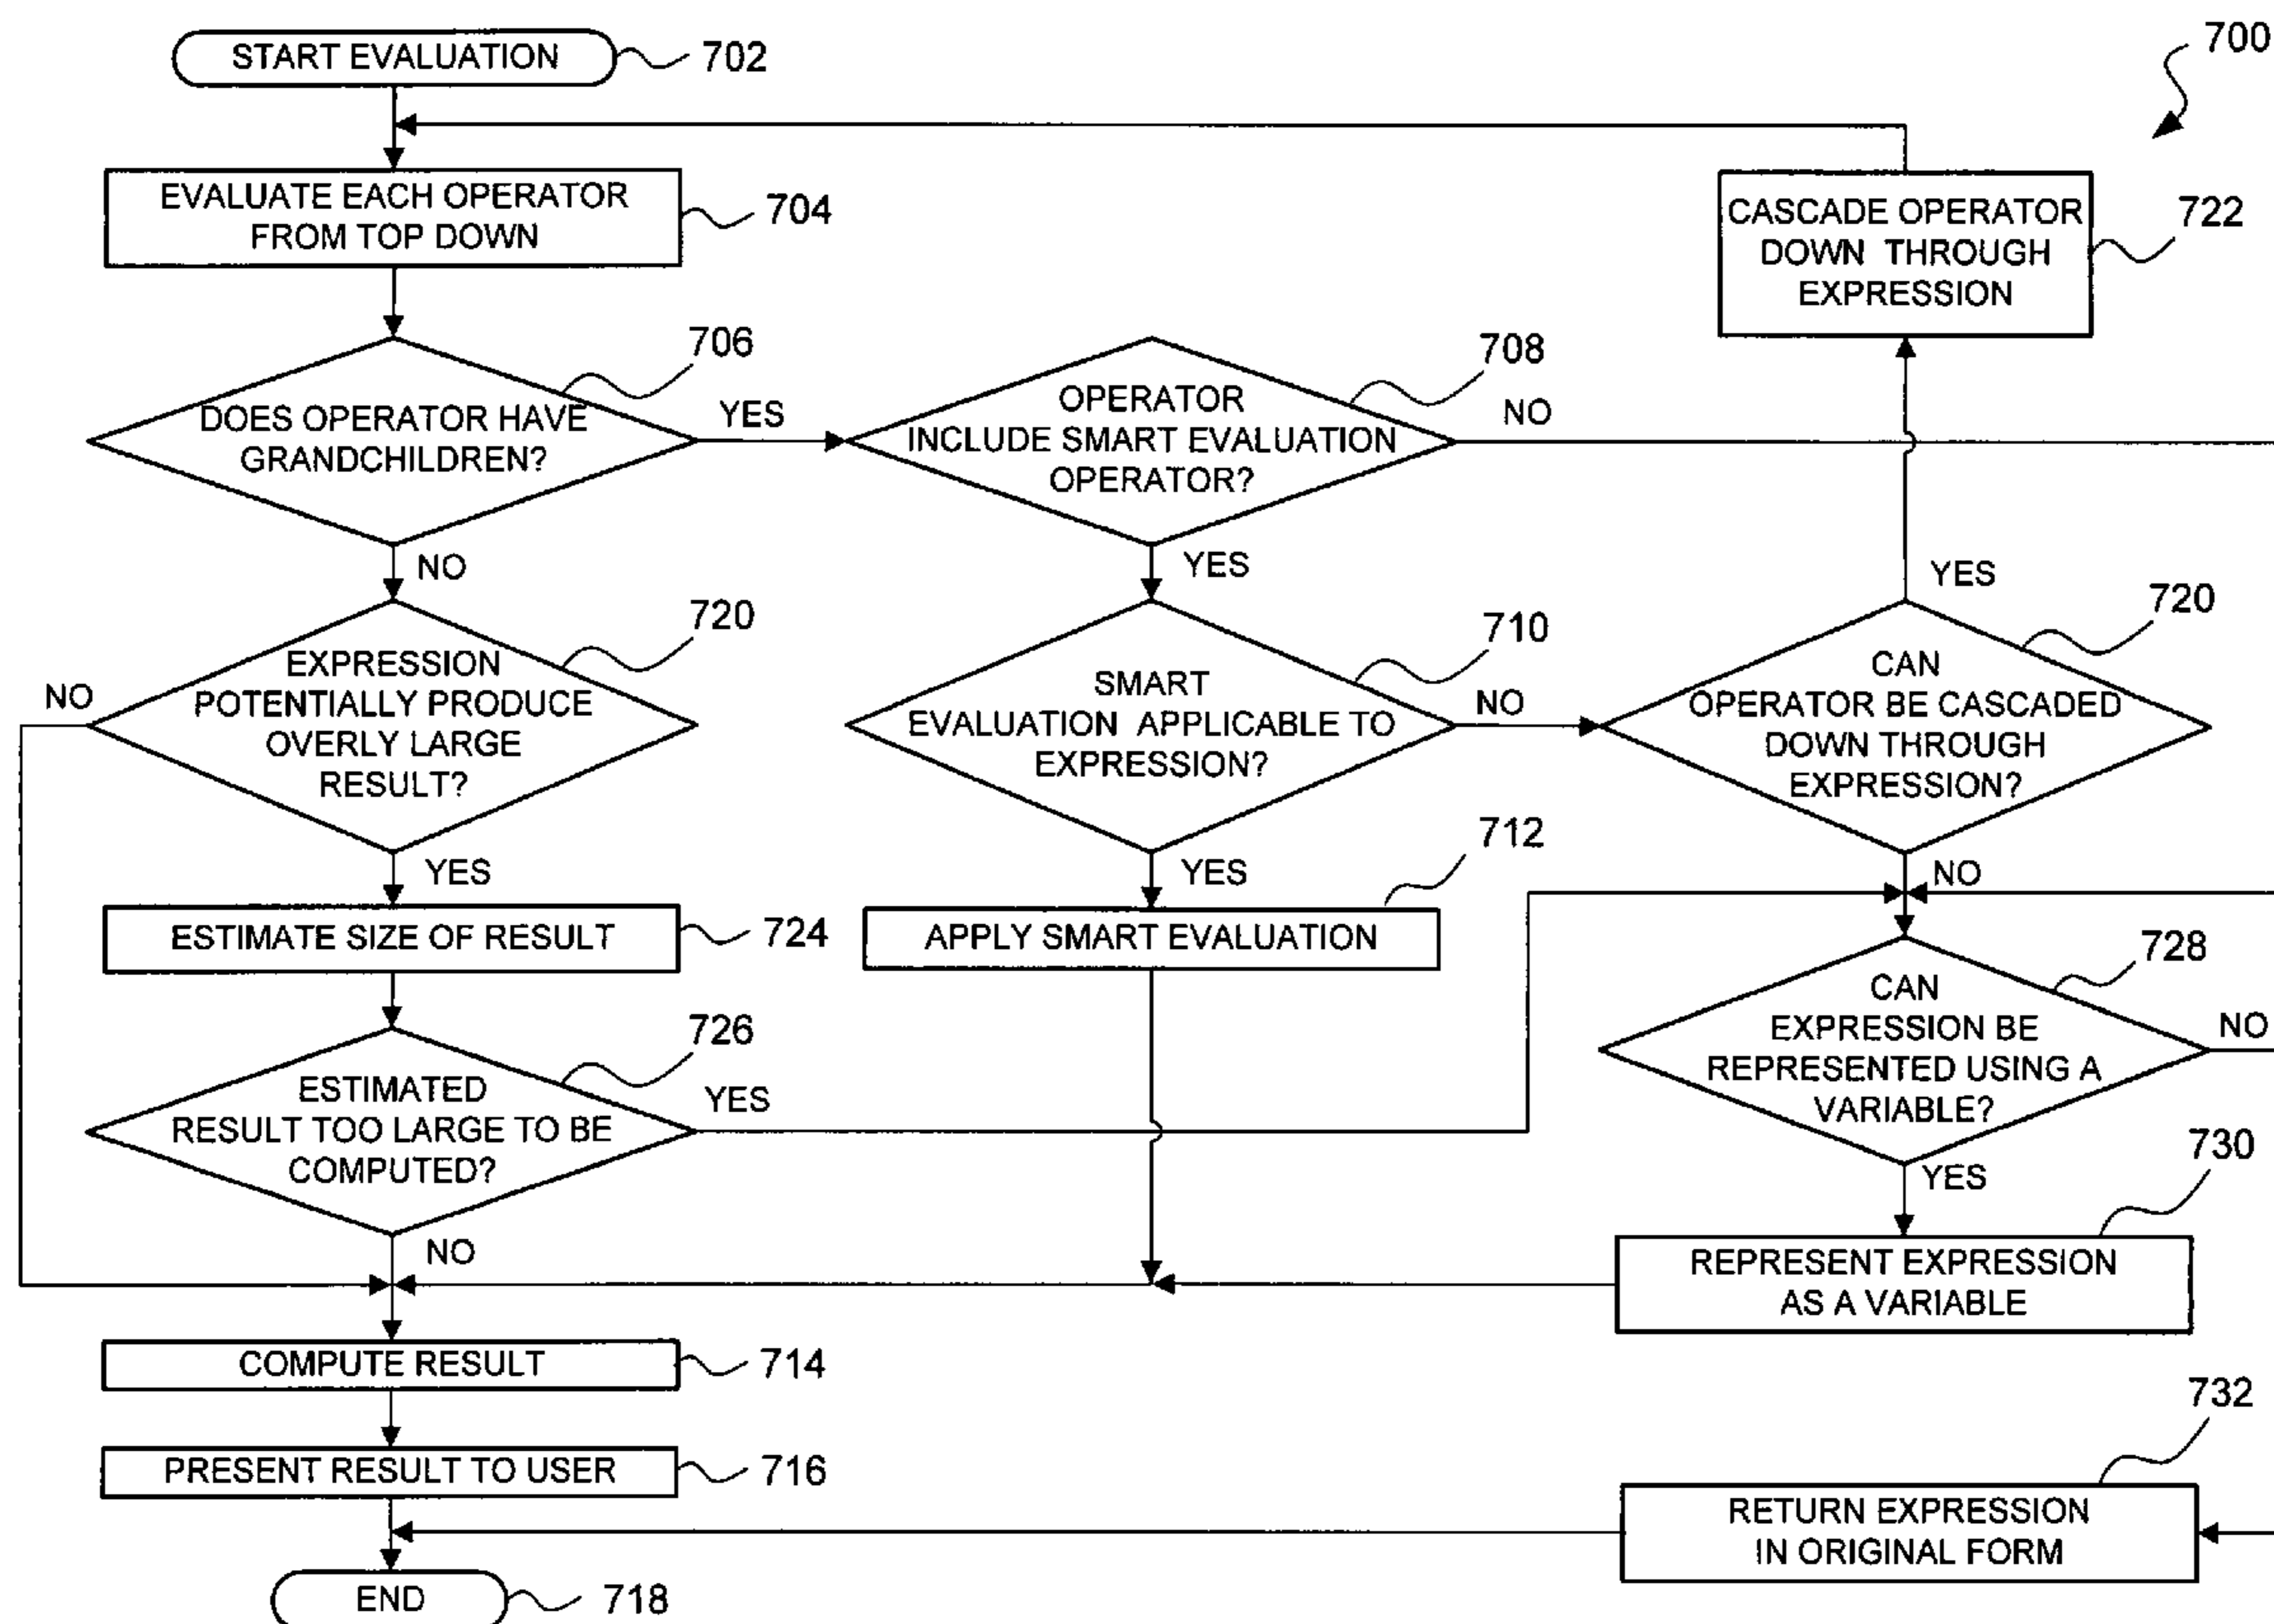 START EVALUATION
702
700
EVALUATE EACH OPERATOR
FROM TOP DOWN
704
CASCADE OPERATOR
DOWN THROUGH
EXPRESSION
722
706
DOES OPERATOR HAVE
GRANDCHILDREN?
YES
NO
708
OPERATOR
INCLUDE SMART EVALUATION
OPERATOR?
NO
YES
720
EXPRESSION
POTENTIALLY PRODUCE
OVERLY LARGE
RESULT?
NO
YES
710
SMART
EVALUATION APPLICABLE TO
EXPRESSION?
NO
YES
720
CAN
OPERATOR BE CASCADED
DOWN THROUGH
EXPRESSION?
YES
NO
ESTIMATE SIZE OF RESULT
724
712
APPLY SMART EVALUATION
728
CAN
EXPRESSION BE
REPRESENTED USING A
VARIABLE?
NO
YES
726
ESTIMATED
RESULT TOO LARGE TO BE
COMPUTED?
YES
NO
730
REPRESENT EXPRESSION
AS A VARIABLE
COMPUTE RESULT
714
PRESENT RESULT TO USER
716
732
RETURN EXPRESSION
IN ORIGINAL FORM
END
718